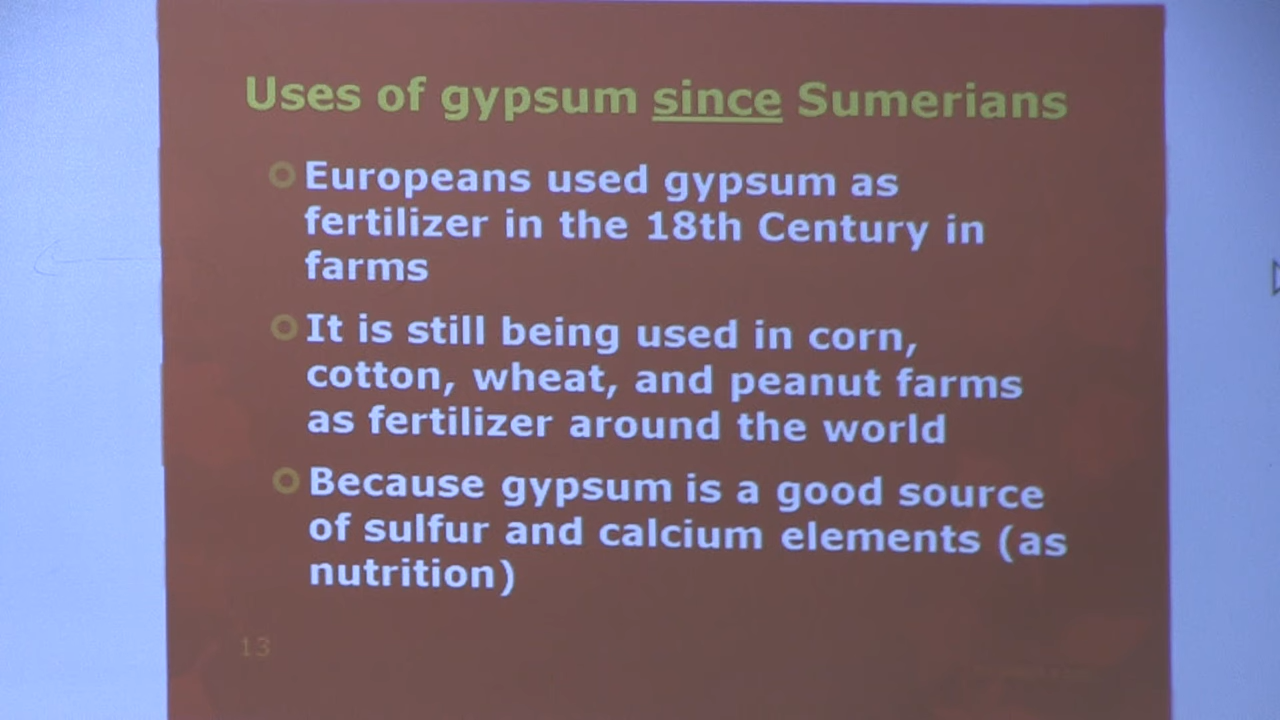 Uses of gypsum since Sumerians
Europeans used gypsum as
fertilizer in the 18th Century in
farms
It is still being used in corn,
cotton, wheat, and peanut farms
as fertilizer around the world
Because gypsum is a good source
of sulfur and calcium elements (as
nutrition)
13